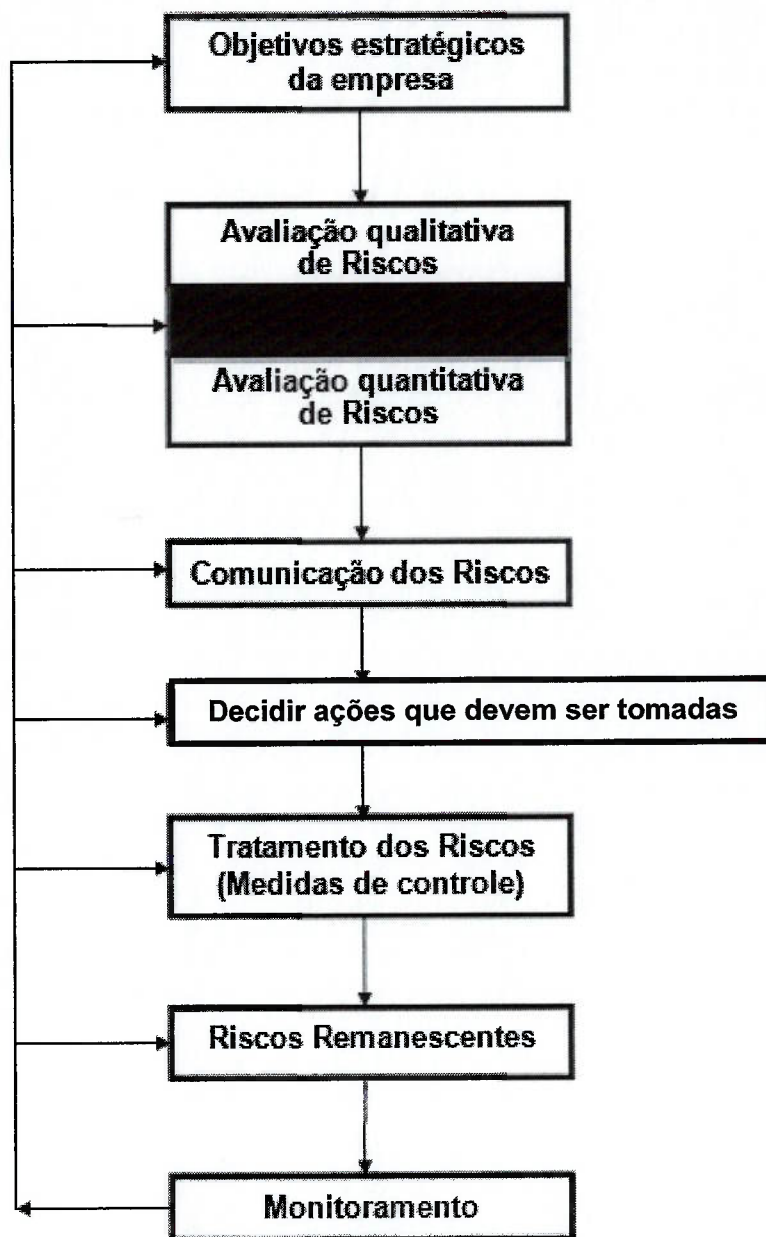 Objetivos estratégicos
da empresa
Avaliação qualitativa
de Riscos
Avaliação quantitativa
de Riscos
Comunicação dos Riscos
Decidir ações que devem ser tomadas
Tratamento dos Riscos
(Medidas de controle)
Riscos Remanescentes
Monitoramento